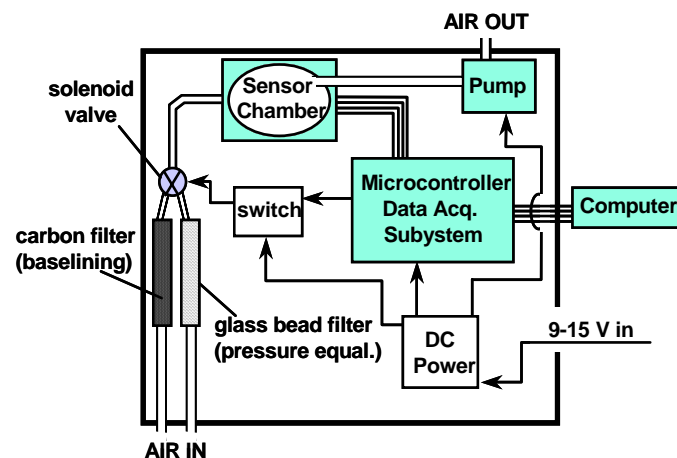 AIR OUT
solenoid
valve
Sensor
Chamber
Pump
Microcontroller
Data Acq.
Subystem
Computer
switch
carbon filter
(baselining)
glass bead filter
(pressure equal.)
DC
Power
9-15 V in
AIR IN